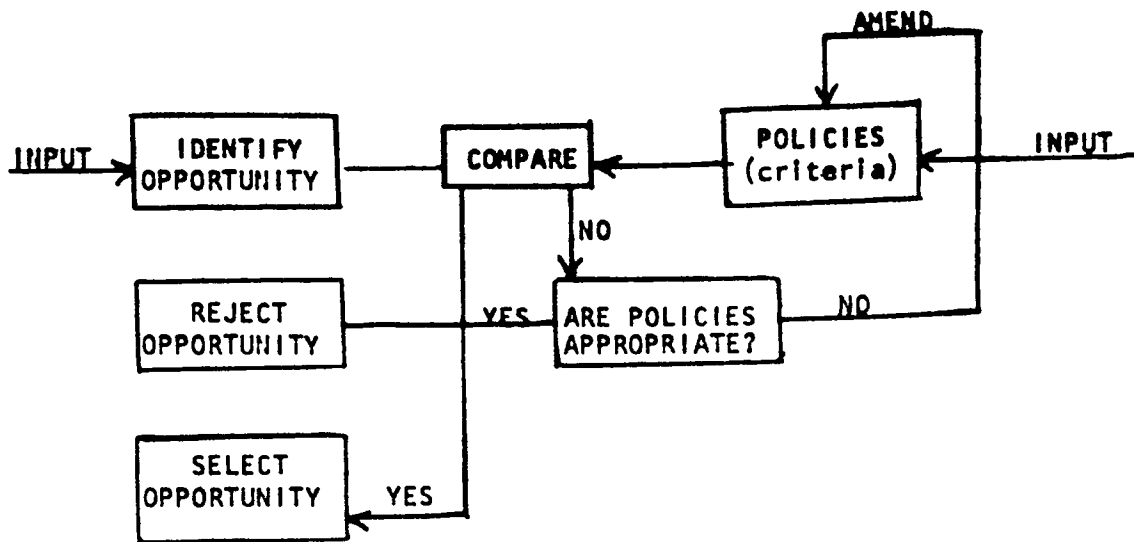 AMEND
INPUT
IDENTIFY
OPPORTUNITY
COMPARE
POLICIES
(criteria)
INPUT
NO
REJECT
OPPORTUNITY
YES
ARE POLICIES
APPROPRIATE?
NO
SELECT
OPPORTUNITY
YES